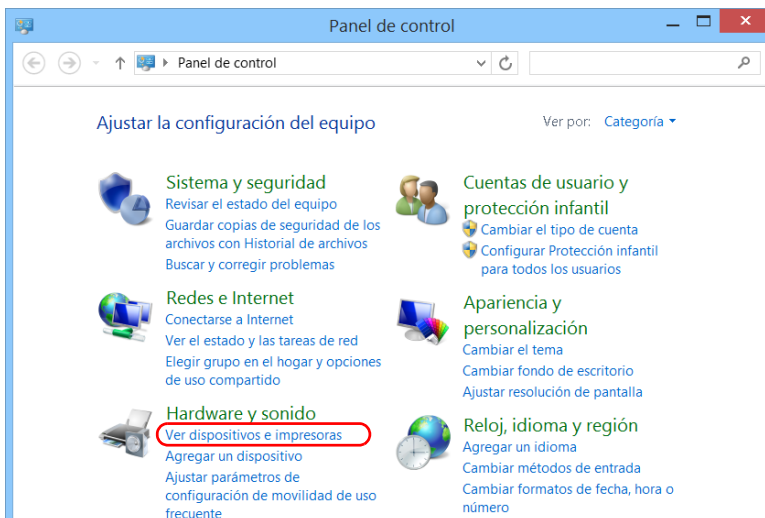 Panel de control
Panel de control
Ajustar la configuración del equipo
Ver por: Categoría
Sistema y seguridad
Revisar el estado del equipo
Guardar copias de seguridad de los
archivos con Historial de archivos
Buscar y corregir problemas
Redes e Internet
Conectarse a Internet
Ver el estado y las tareas de red
Elegir grupo en el hogar y opciones
de uso compartido
Hardware y sonido
Ver dispositivos e impresoras
Agregar un dispositivo
Ajustar parámetros de
configuración de movilidad de uso
frecuente
Cuentas de usuario y
protección infantil
Cambiar el tipo de cuenta
Configurar Protección infantil
para todos los usuarios
Apariencia y
personalización
Cambiar el tema
Cambiar fondo de escritorio
Ajustar resolución de pantalla
Reloj, idioma y región
Agregar un idioma
Cambiar métodos de entrada
Cambiar formatos de fecha, hora o
número